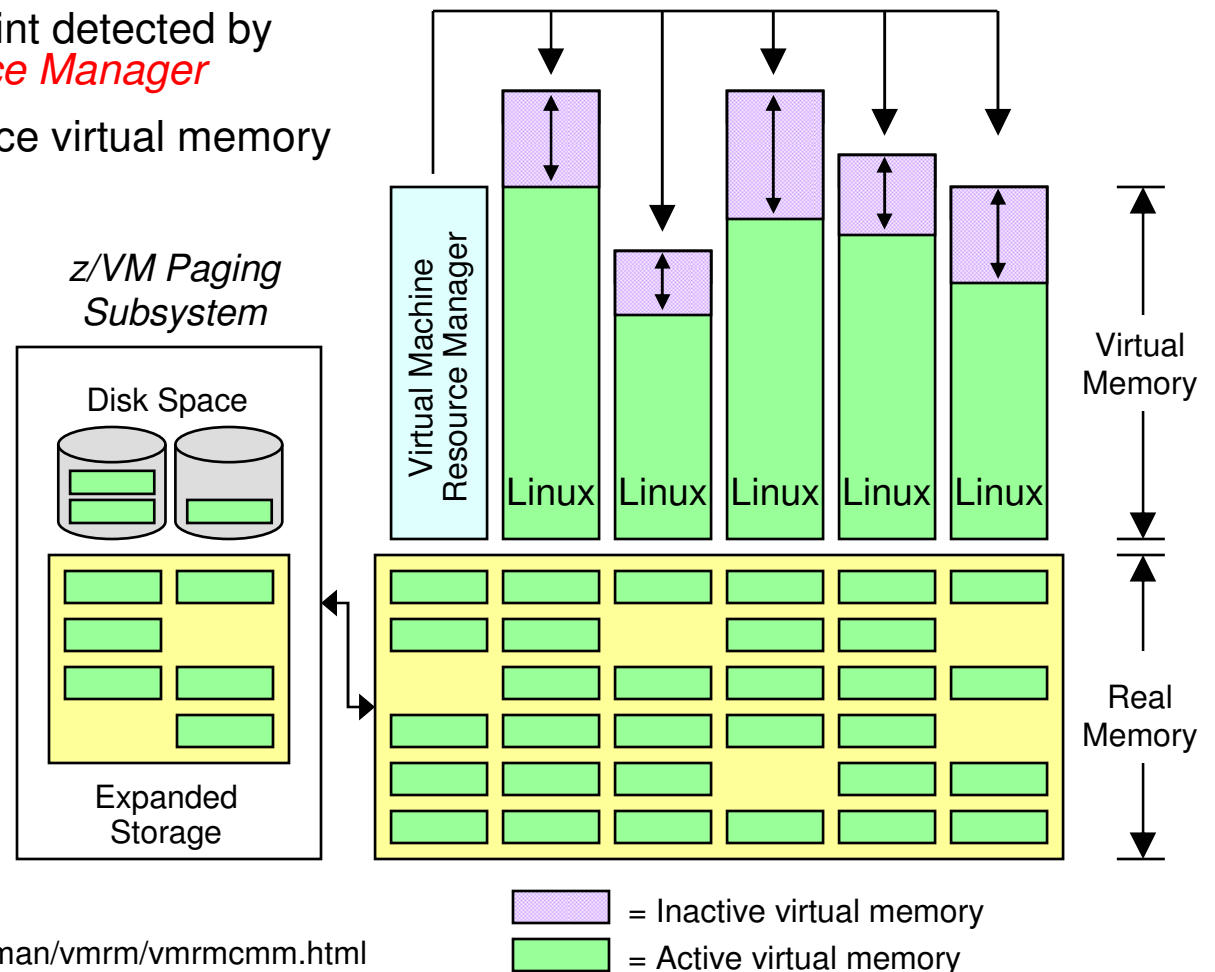 int detected by
ce Manager
ce virtual memory
z/VM Paging
Subsystem
Disk Space
Expanded
Storage
Virtual Machine
Resource Manager
Linux
Linux
Linux
Linux
Linux
Virtual
Memory
Real
Memory
= Inactive virtual memory
= Active virtual memory
man/vmrm/vmrmcmm.html